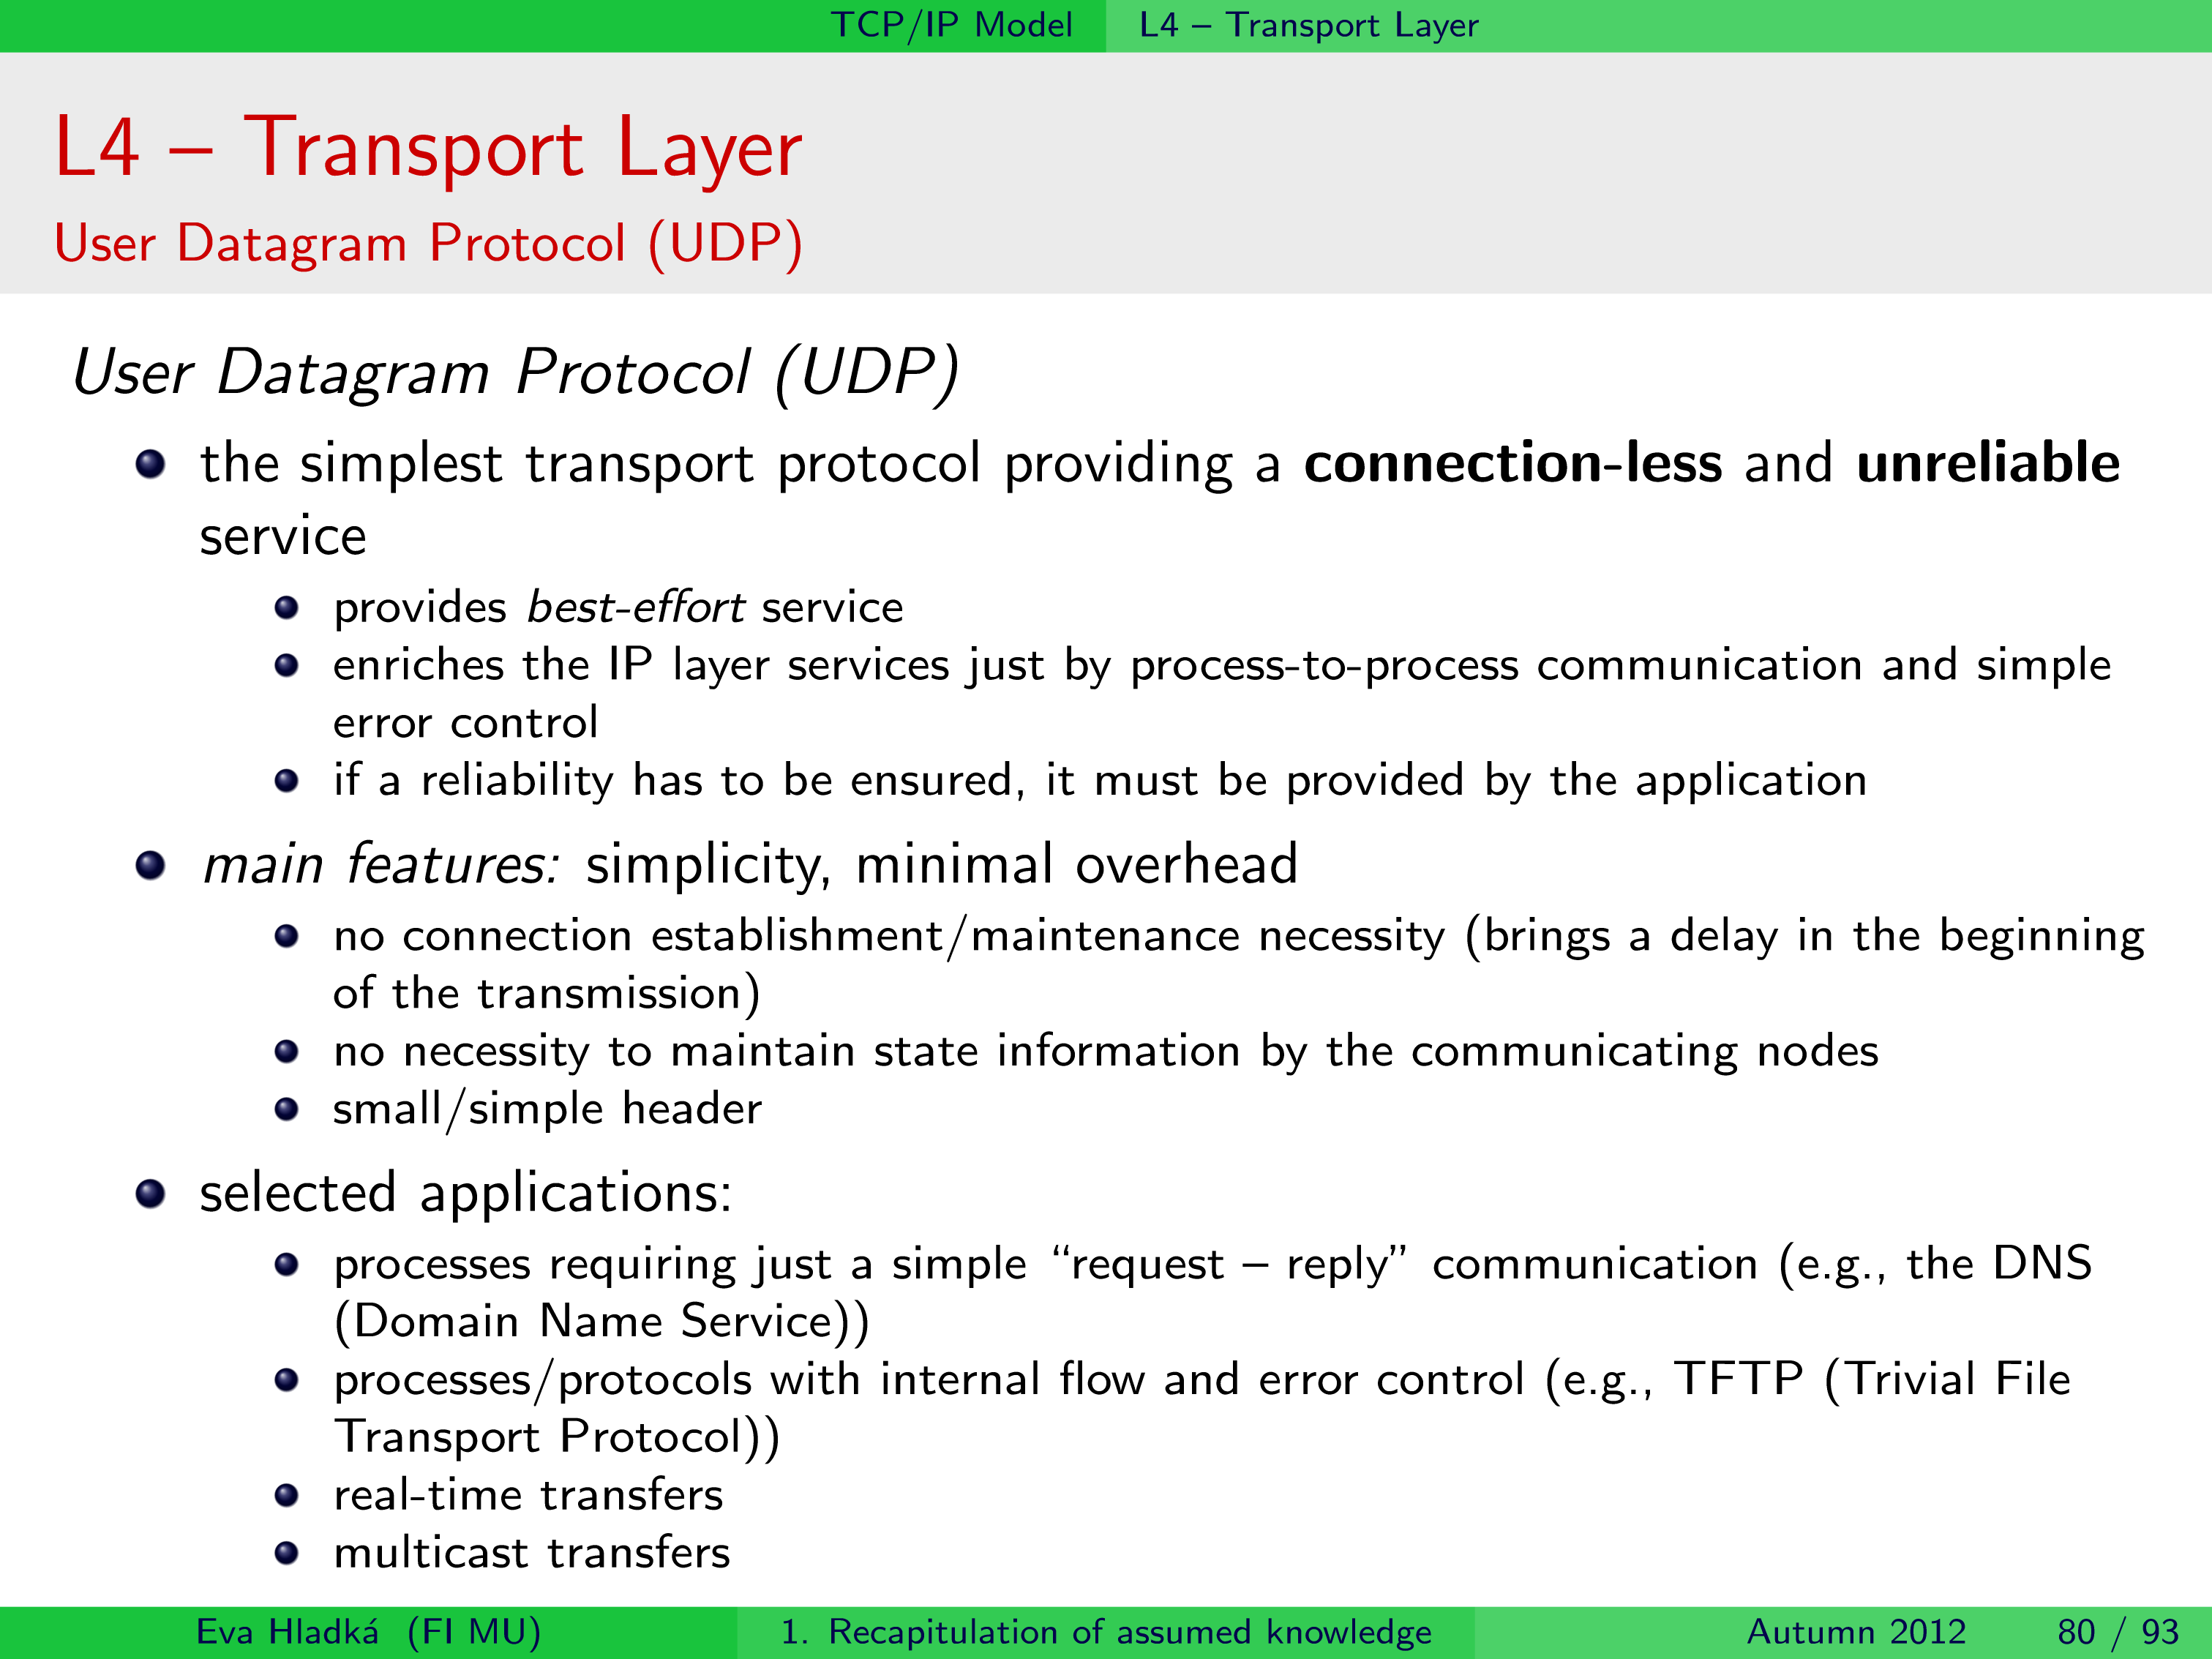 TCP/IP Model L4 – Transport Layer
L4 – Transport Layer
User Datagram Protocol (UDP)
User Datagram Protocol (UDP)
the simplest transport protocol providing a connection-less and unreliable
service
provides best-effort service
enriches the IP layer services just by process-to-process communication and simple
error control
if a reliability has to be ensured, it must be provided by the application
main features: simplicity, minimal overhead
no connection establishment/maintenance necessity (brings a delay in the beginning
of the transmission)
no necessity to maintain state information by the communicating nodes
small/simple header
selected applications:
processes requiring just a simple “request – reply” communication (e.g., the DNS
(Domain Name Service))
processes/protocols with internal flow and error control (e.g., TFTP (Trivial File
Transport Protocol))
real-time transfers
multicast transfers
Eva Hladká (FI MU) 1. Recapitulation of assumed knowledge Autumn 2012 80 / 93